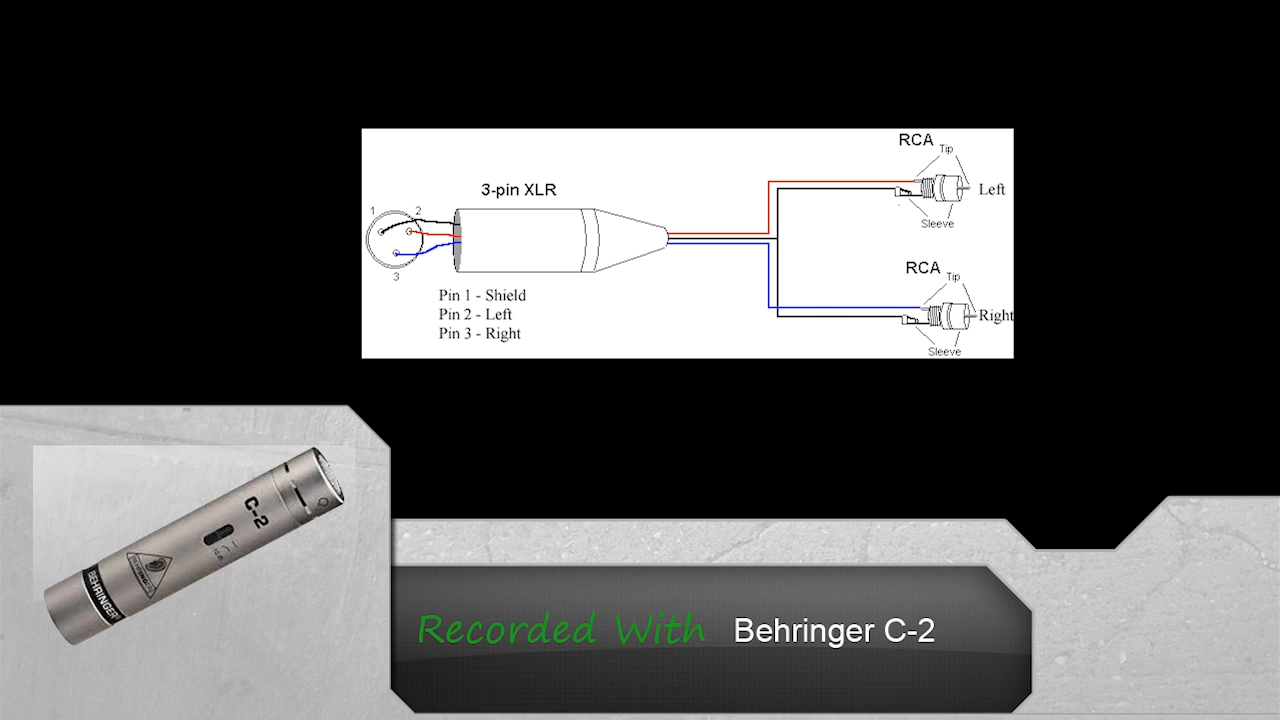 RCA
Tip
3-pin XLR
Left
1
2
Sleeve
3
RCA
Tip
Pin 1 - Shield
Pin 2 - Left
Right
Pin 3 - Right
Sleeve
C-2
BEHRINGER
Recorded With Behringer C-2